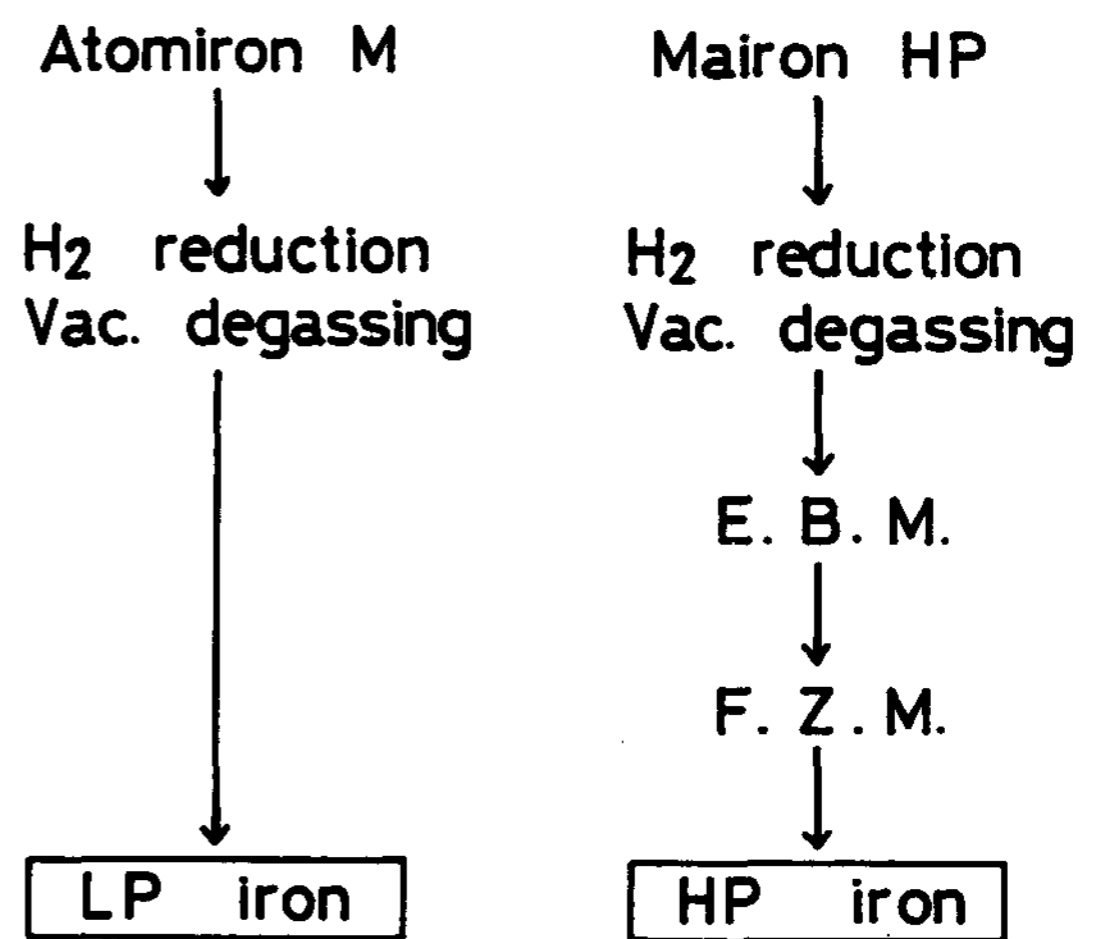 Atomiron M
H2 reduction
Vac. degassing
LP iron
Mairon HP
H2 reduction
Vac. degassing
E. B. M.
F. Z. M.
HP iron